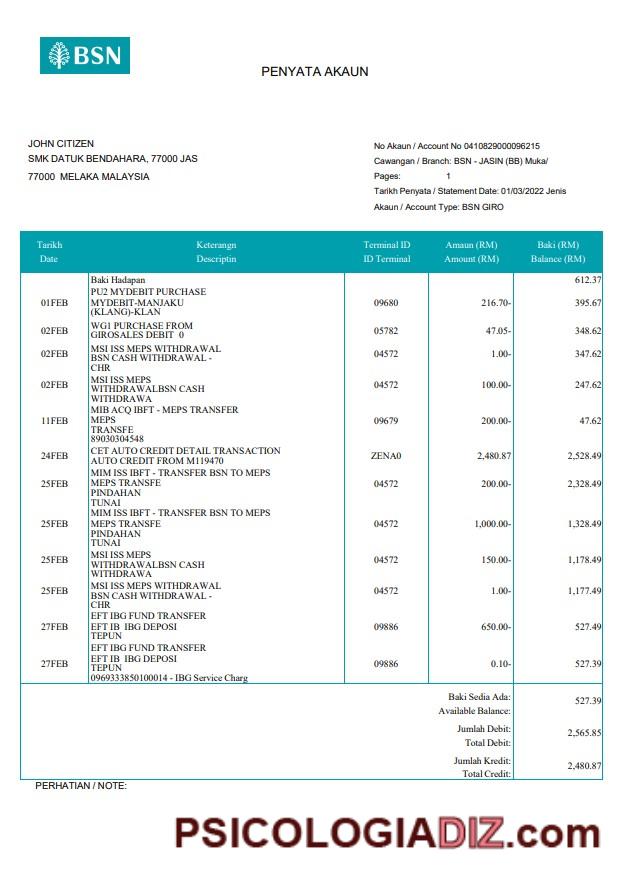 BSN
PENYATA AKAUN
JOHN CITIZEN
SMK DATUK BENDAHARA, 77000 JAS
77000 MELAKA MALAYSIA
No Akaun / Account No 0410829000096215
Cawangan / Branch: BSN - JASIN (BB) Muka/
Pages: 1
Tarikh Penyata / Statement Date: 01/03/2022 Jenis
Akaun / Account Type: BSN GIRO
Tarikh Keterangn Terminal ID Amaun (RM) Baki (RM)
Date Descriptin ID Terminal Amount (RM) Balance (RM)
Baki Hadapan 612.37
PU2 MYDEBIT PURCHASE
01FEB MYDEBIT-MANJAKU 09680 216.70- 395.67
(KLANG)-KLAN
WG1 PURCHASE FROM
02FEB GIROSALES DEBIT 0 05782 47.05- 348.62
MSI ISS MEPS WITHDRAWAL
02FEB BSN CASH WITHDRAWAL - 04572 1.00- 347.62
CHR
MSI ISS MEPS
02FEB WITHDRAWALBSN CASH 04572 100.00- 247.62
WITHDRAWA
MIB ACQ IBFT - MEPS TRANSFER
11FEB MEPS 09679 200.00- 47.62
TRANSFE
89030304548
CET AUTO CREDIT DETAIL TRANSACTION
24FEB AUTO CREDIT FROM M119470 ZENA0 2,480.87 2,528.49
MIM ISS IBFT - TRANSFER BSN TO MEPS
25FEB MEPS TRANSFE 04572 200.00- 2,328.49
PINDAHAN
TUNAI
MIM ISS IBFT - TRANSFER BSN TO MEPS
25FEB MEPS TRANSFE 04572 1,000.00- 1,328.49
PINDAHAN
TUNAI
MSI ISS MEPS
25FEB WITHDRAWALBSN CASH 04572 150.00- 1,178.49
WITHDRAWA
MSI ISS MEPS WITHDRAWAL
25FEB BSN CASH WITHDRAWAL - 04572 1.00- 1,177.49
CHR
EFT IBG FUND TRANSFER
27FEB EFT IB IBG DEPOSI 09886 650.00- 527.49
TEPUN
EFT IBG FUND TRANSFER
27FEB EFT IB IBG DEPOSI 09886 0.10- 527.39
TEPUN
0969333850100014 - IBG Service Charg
Baki Sedia Ada: 527.39
Available Balance:
Jumlah Debit: 2,565.85
Total Debit:
Jumlah Kredit: 2,480.87
Total Credit:
PERHATIAN / NOTE:
PSICOLOGIADIZ.com